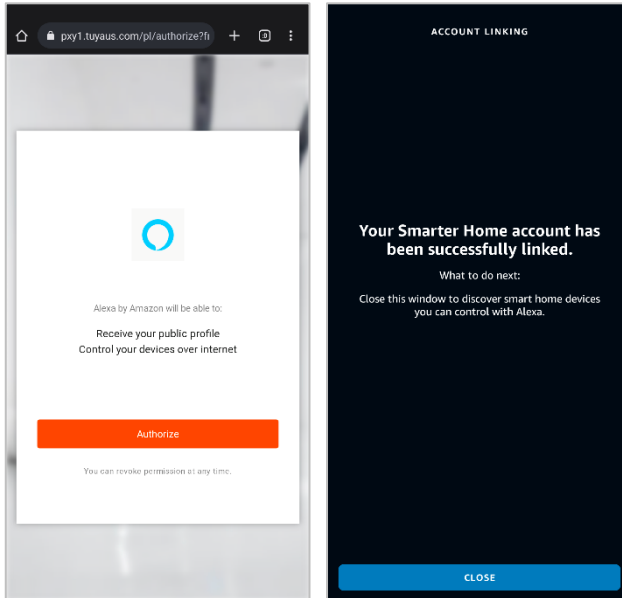 pxy1.tuyaus.com/pl/authorize?f
Alexa by Amazon will be able to:
Receive your public profile
Control your devices over internet
Authorize
You can revoke permission at any time.
ACCOUNT LINKING
Your Smarter Home account has
been successfully linked.
What to do next:
Close this window to discover smart home devices
you can control with Alexa.
CLOSE